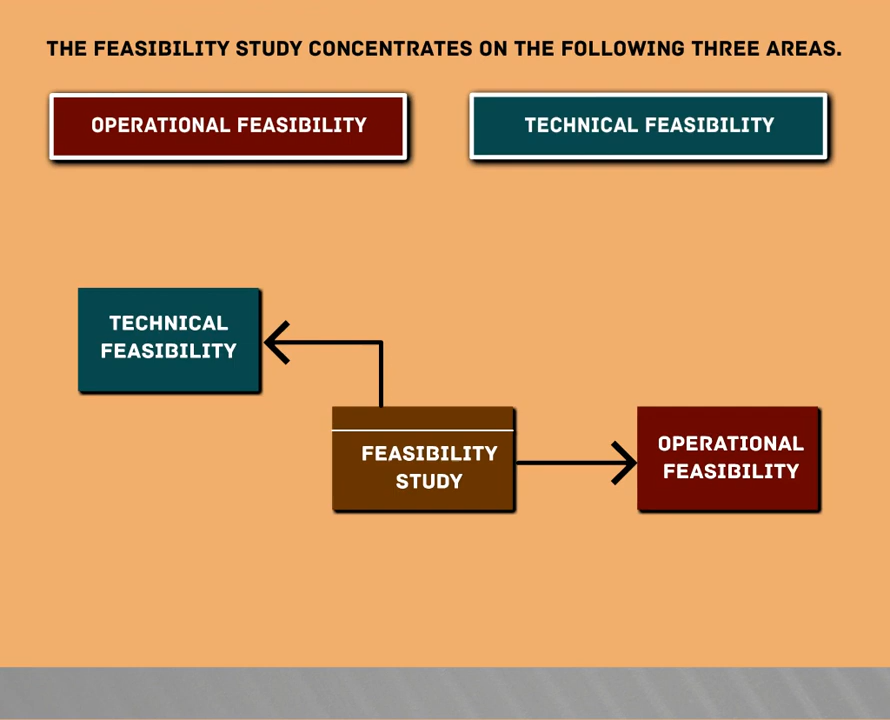 THE FEASIBILITY STUDY CONCENTRATES ON THE FOLLOWING THREE AREAS.
OPERATIONAL FEASIBILITY
TECHNICAL FEASIBILITY
TECHNICAL
FEASIBILITY
FEASIBILITY
STUDY
OPERATIONAL
FEASIBILITY